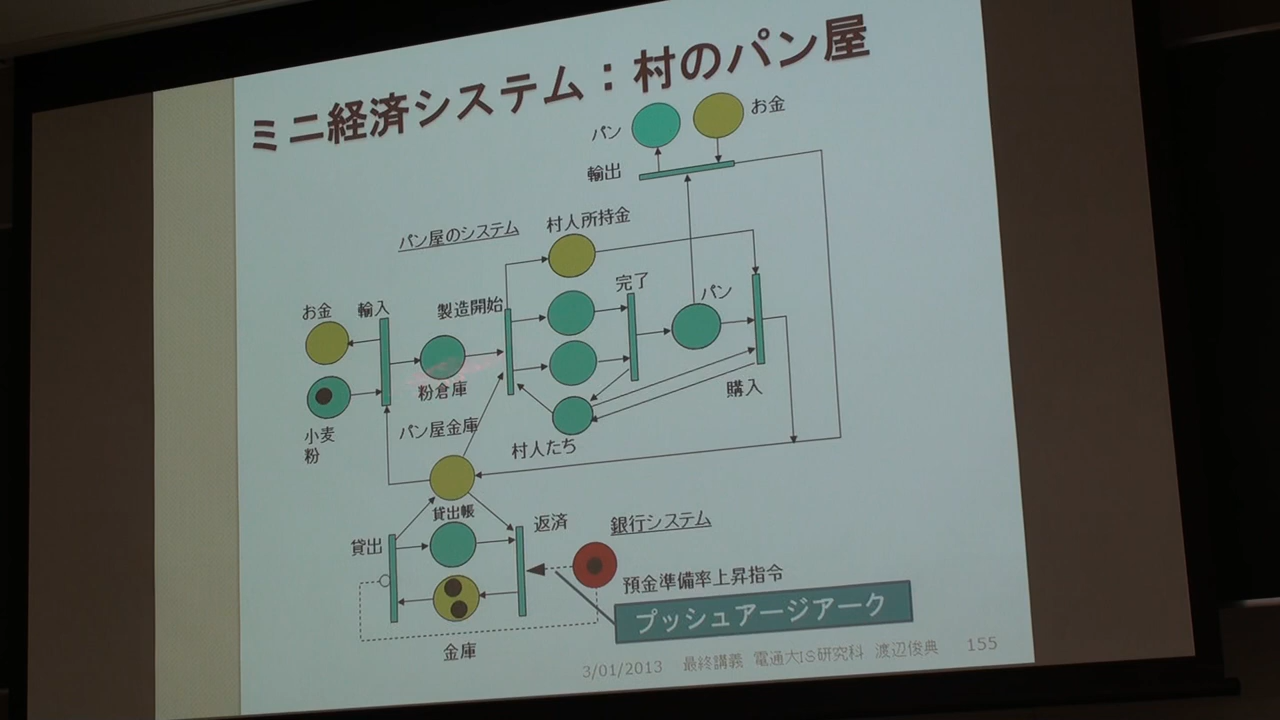 ミニ経済システム：村のパン屋
パン
お金
輸出
パン屋のシステム
村人所持金
お金
輸入
製造開始
完了
パン
粉倉庫
小麦
粉
パン屋金庫
村人たち
購入
貸出帳
貸出
返済
銀行システム
預金準備率上昇指令
プッシュアージアーク
金庫
3/01/2013 最終講義 電通大IS研究科 渡辺俊典 155